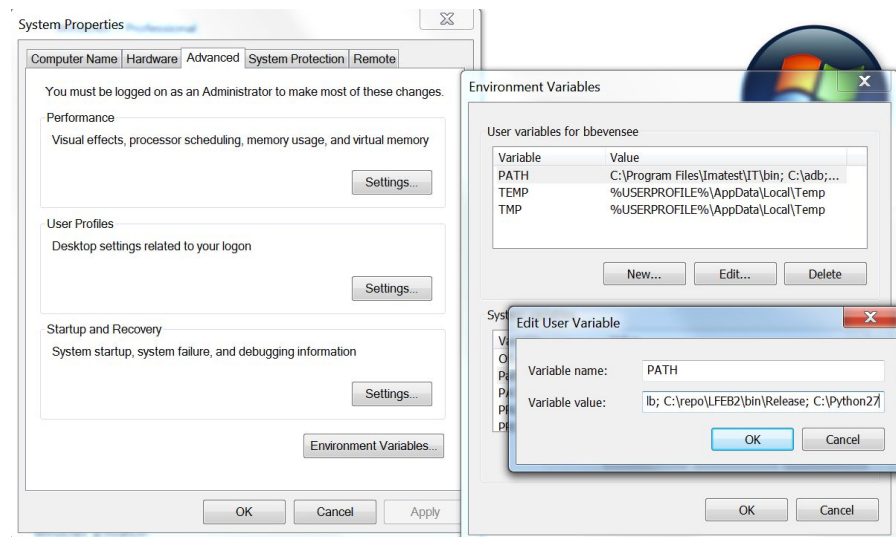 Professional
System Properties
Computer Name Hardware Advanced System Protection Remote
You must be logged on as an Administrator to make most of these changes.
Performance
Visual effects, processor scheduling, memory usage, and virtual memory
Settings...
User Profiles
Desktop settings related to your logon
Settings...
Startup and Recovery
System startup, system failure, and debugging information
Settings...
Environment Variables...
OK Cancel Apply
Environment Variables
User variables for bbevensee
Variable Value
PATH C:\Program Files\Imatest\IT\bin; C:\adb;...
TEMP %USERPROFILE%\AppData\Local\Temp
TMP %USERPROFILE%\AppData\Local\Temp
New... Edit... Delete
Syst
Edit User Variable
Variable name: PATH
Variable value: lb; C:\repo\LFEB2\bin\Release; C:\Python27
OK Cancel
OK Cancel